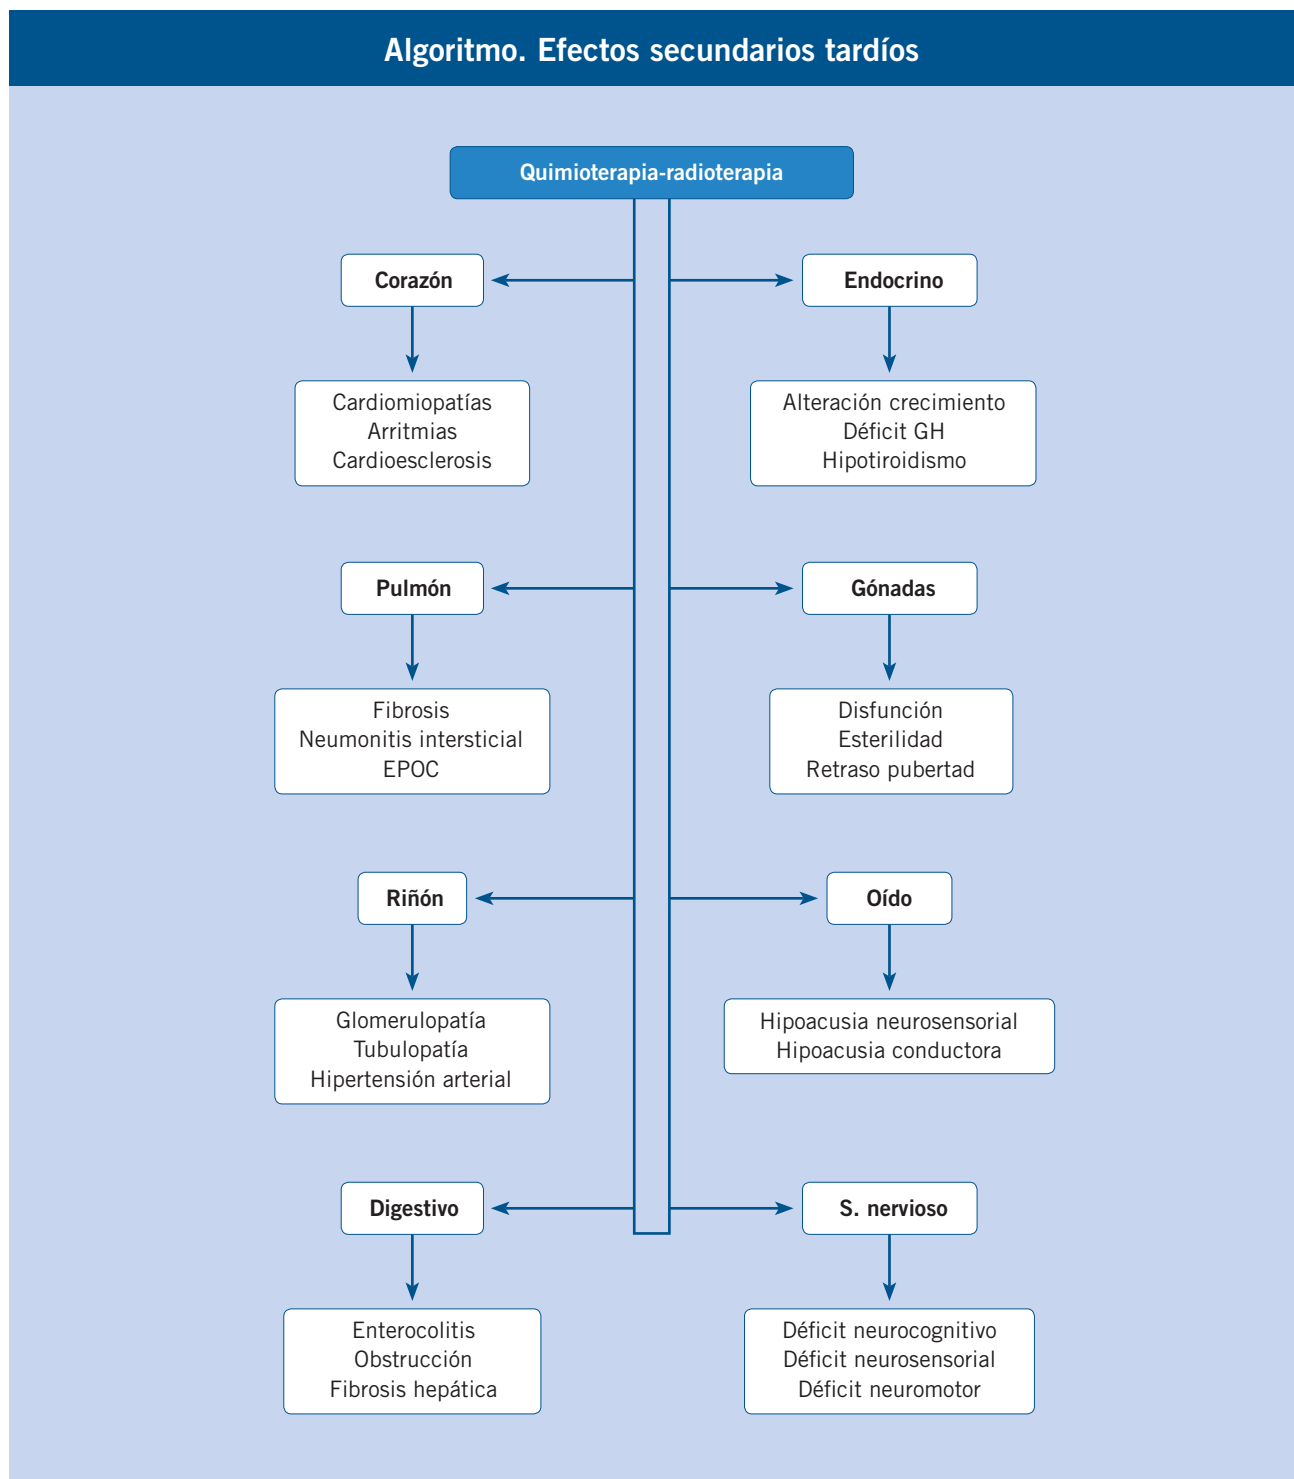 Algoritmo. Efectos secundarios tardíos
Quimioterapia-radioterapia
Corazón
Cardiomiopatías
Arritmias
Cardioesclerosis
Endocrino
Alteración crecimiento
Déficit GH
Hipotiroidismo
Pulmón
Fibrosis
Neumonitis intersticial
EPOC
Gónadas
Disfunción
Esterilidad
Retraso pubertad
Riñón
Glomerulopatía
Tubulopatía
Hipertensión arterial
Oído
Hipoacusia neurosensorial
Hipoacusia conductora
Digestivo
Enterocolitis
Obstrucción
Fibrosis hepática
S. nervioso
Déficit neurocognitivo
Déficit neurosensorial
Déficit neuromotor